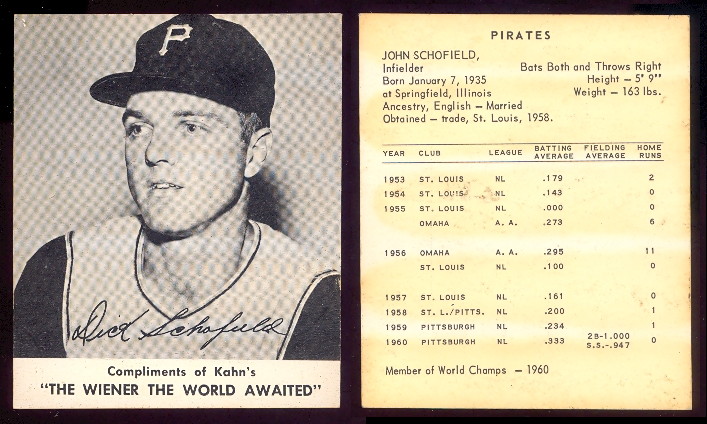 P
Dick Schofield
Compliments of Kahn's
"THE WIENER THE WORLD AWAITED"
PIRATES
JOHN SCHOFIELD,
Infielder Bats Both and Throws Right
Born January 7, 1935 Height – 5' 9"
at Springfield, Illinois Weight – 163 lbs.
Ancestry, English – Married
Obtained – trade, St. Louis, 1958.
YEAR CLUB LEAGUE BATTING AVERAGE FIELDING AVERAGE HOME RUNS
1953 ST. LOUIS NL .179 2
1954 ST. LOUIS NL .143 0
1955 ST. LOUIS NL .000 0
OMAHA A. A. .273 6
1956 OMAHA A. A. .295 11
ST. LOUIS NL .100 0
1957 ST. LOUIS NL .161 0
1958 ST. L./PITTS. NL .200 1
1959 PITTSBURGH NL .234 1
1960 PITTSBURGH NL .333 2B-1.000 S.S.-.947 0
Member of World Champs – 1960